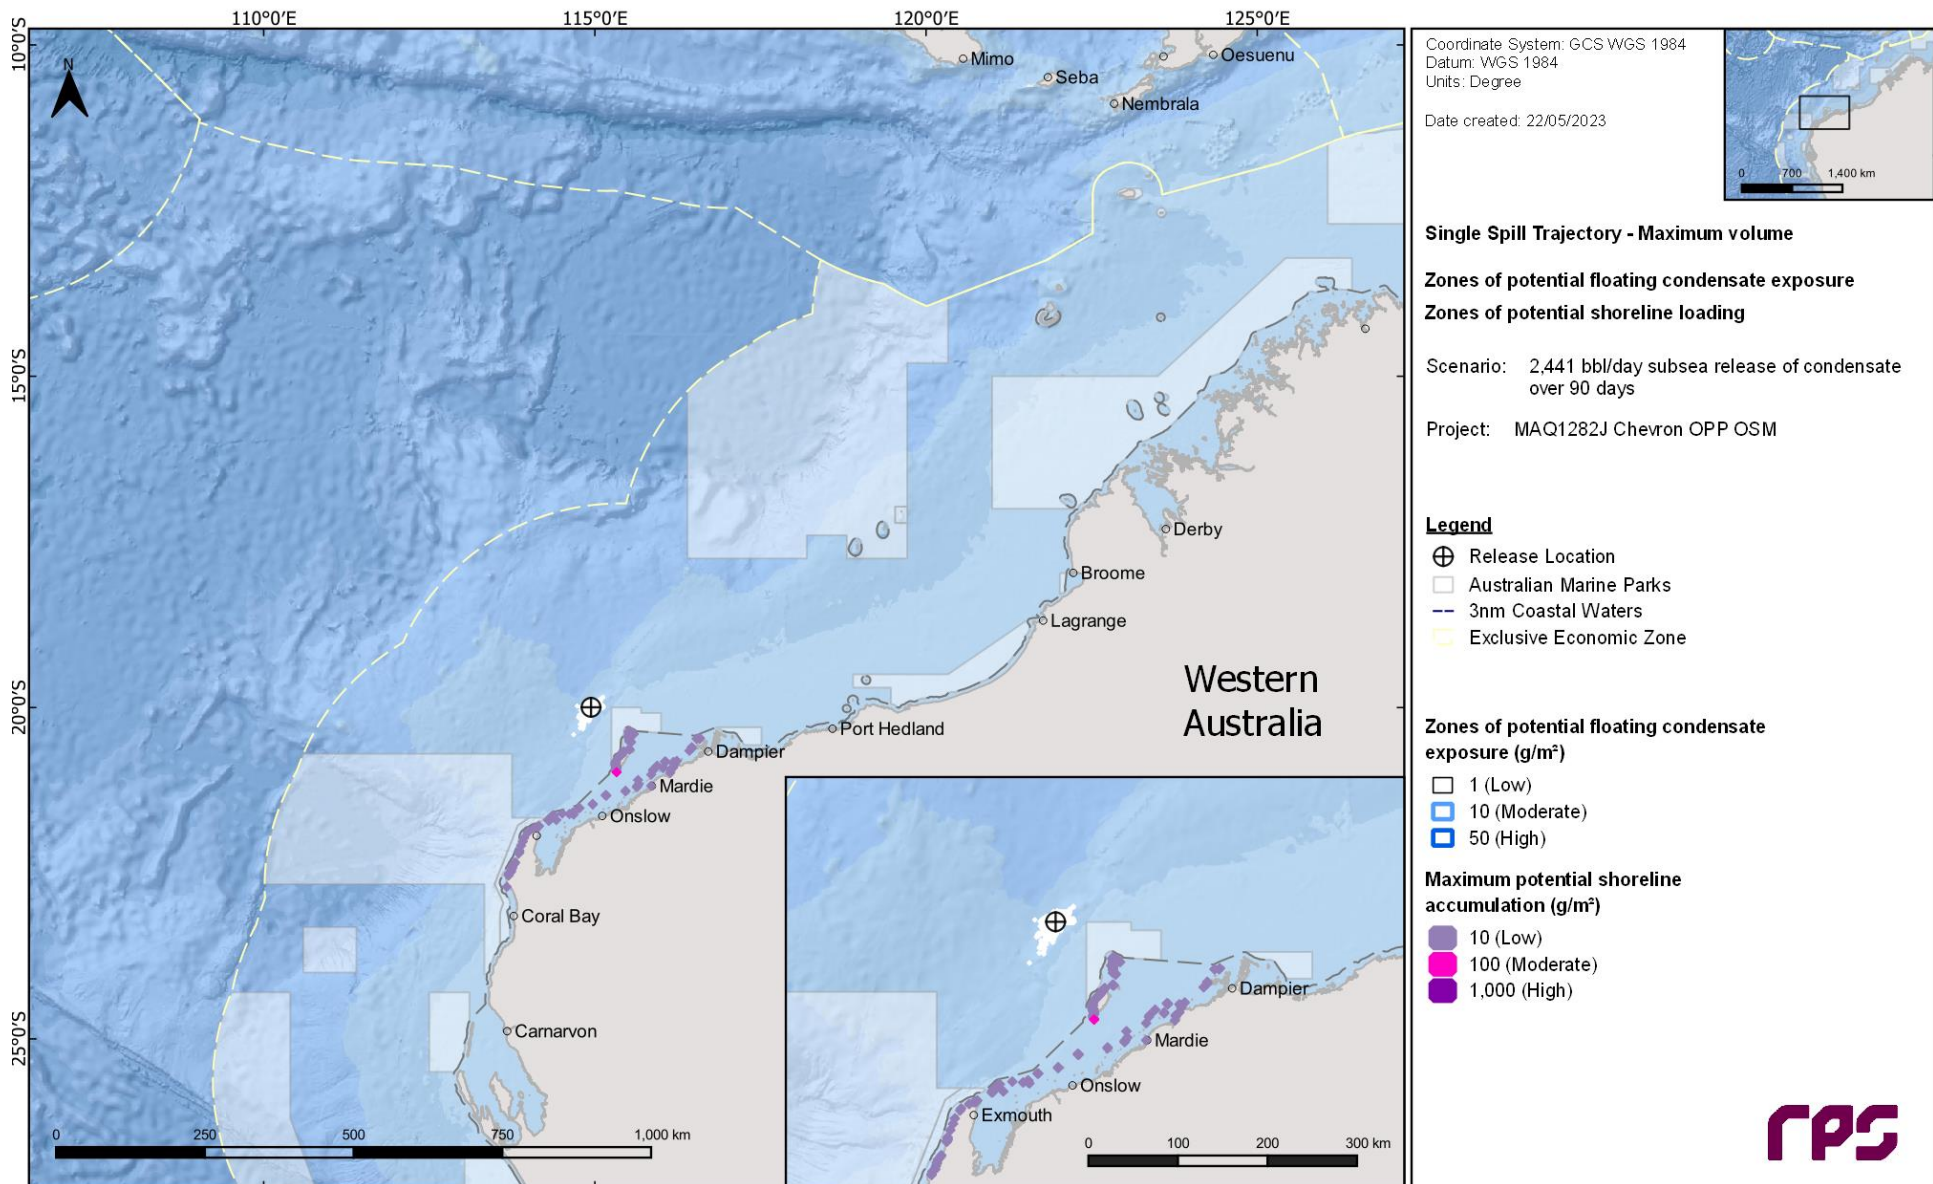 110°0'E
115°0'E
120°0'E
125°0'E
10°0'S
15°0'S
20°0'S
25°0'S
N
Mimo
Seba
Oesuenu
Nembrala
Derby
Broome
Lagrange
Western
Australia
Port Hedland
Dampier
Mardie
Onslow
Coral Bay
Carnarvon
0 250 500 750 1,000 km
Dampier
Mardie
Onslow
Exmouth
0 100 200 300 km
Coordinate System: GCS WGS 1984
Datum: WGS 1984
Units: Degree
Date created: 22/05/2023
0 700 1,400 km
Single Spill Trajectory - Maximum volume
Zones of potential floating condensate exposure
Zones of potential shoreline loading
Scenario: 2,441 bbl/day subsea release of condensate
over 90 days
Project: MAQ1282J Chevron OPP OSM
Legend
Release Location
Australian Marine Parks
3nm Coastal Waters
Exclusive Economic Zone
Zones of potential floating condensate
exposure (g/m²)
1 (Low)
10 (Moderate)
50 (High)
Maximum potential shoreline
accumulation (g/m²)
10 (Low)
100 (Moderate)
1,000 (High)
rps